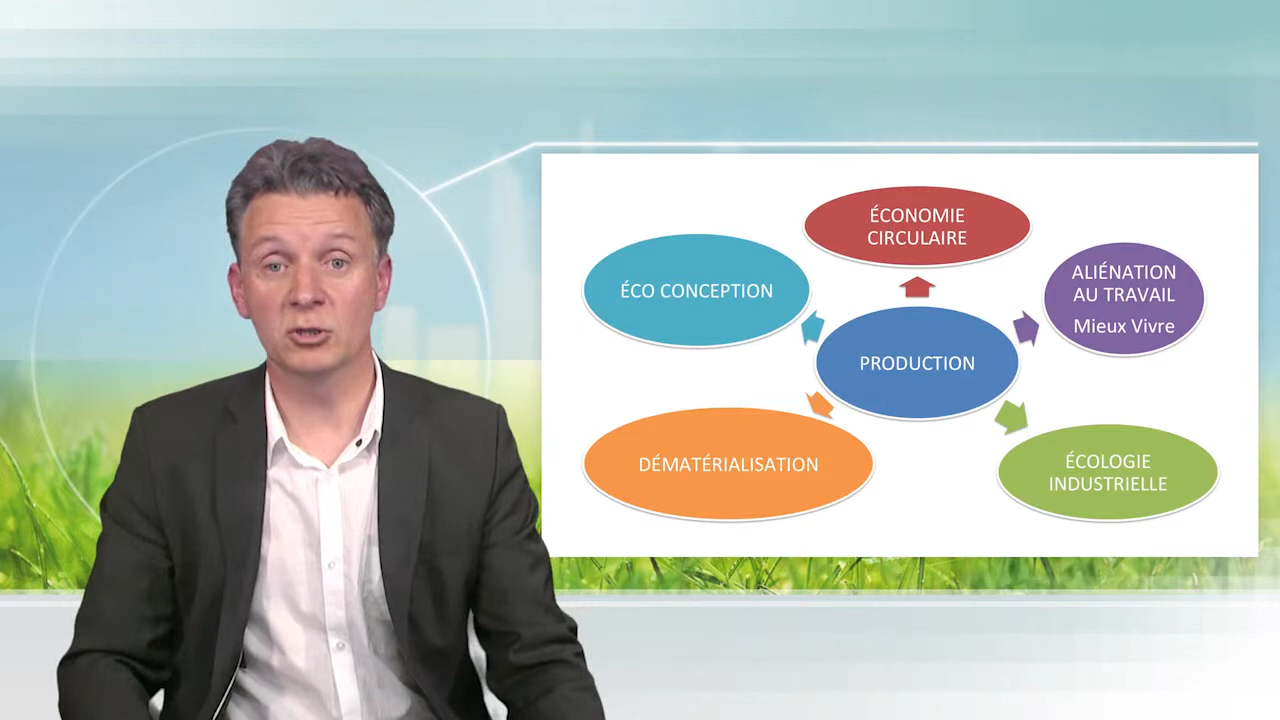 ÉCONOMIE
CIRCULAIRE
ÉCO CONCEPTION
ALIÉNATION
AU TRAVAIL
Mieux Vivre
PRODUCTION
DÉMATÉRIALISATION
ÉCOLOGIE
INDUSTRIELLE